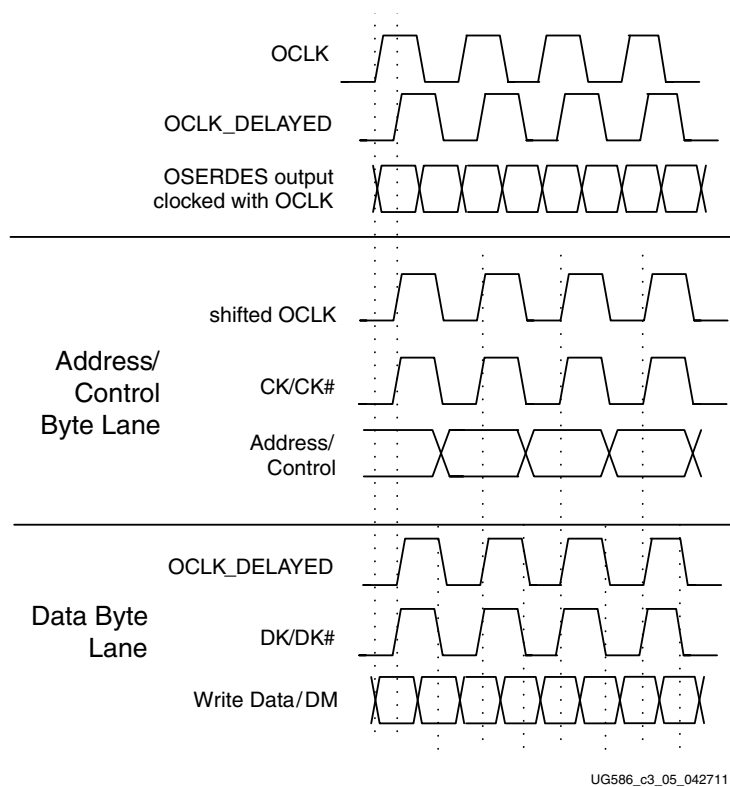 OCLK
OCLK_DELAYED
OSERDES output
clocked with OCLK
shifted OCLK
Address/
Control
Byte Lane
CK/CK#
Address/
Control
OCLK_DELAYED
Data Byte
Lane
DK/DK#
Write Data/DM
UG586_c3_05_042711